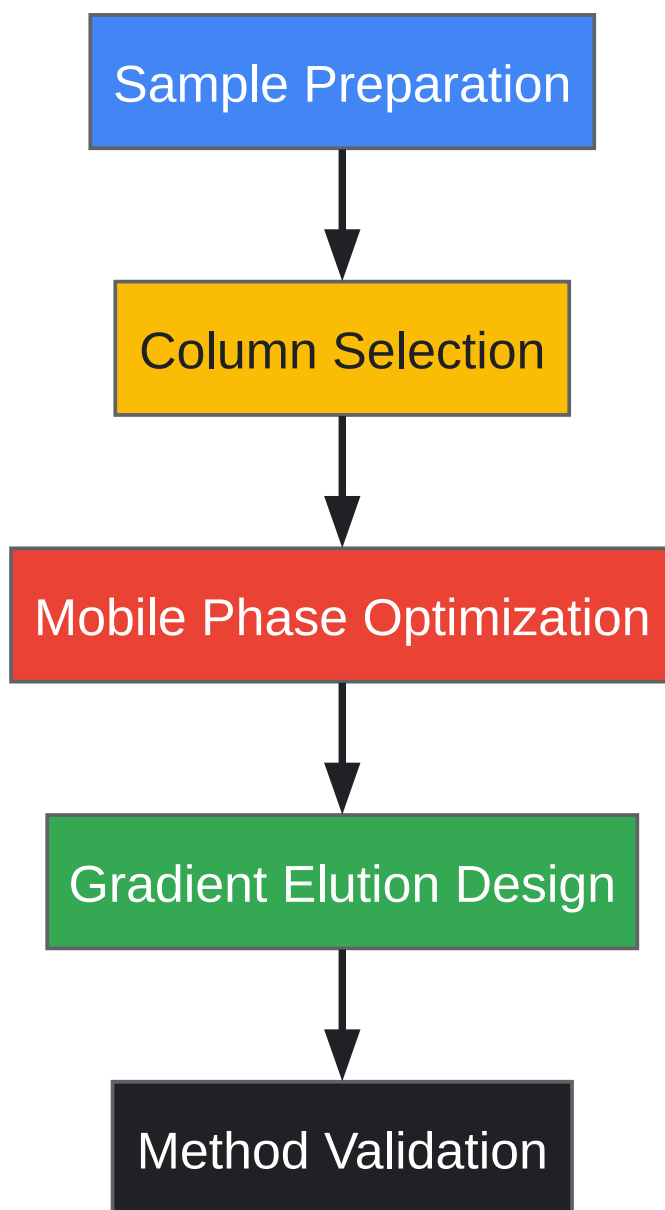 Sample Preparation
Column Selection
Mobile Phase Optimization
Gradient Elution Design
Method Validation